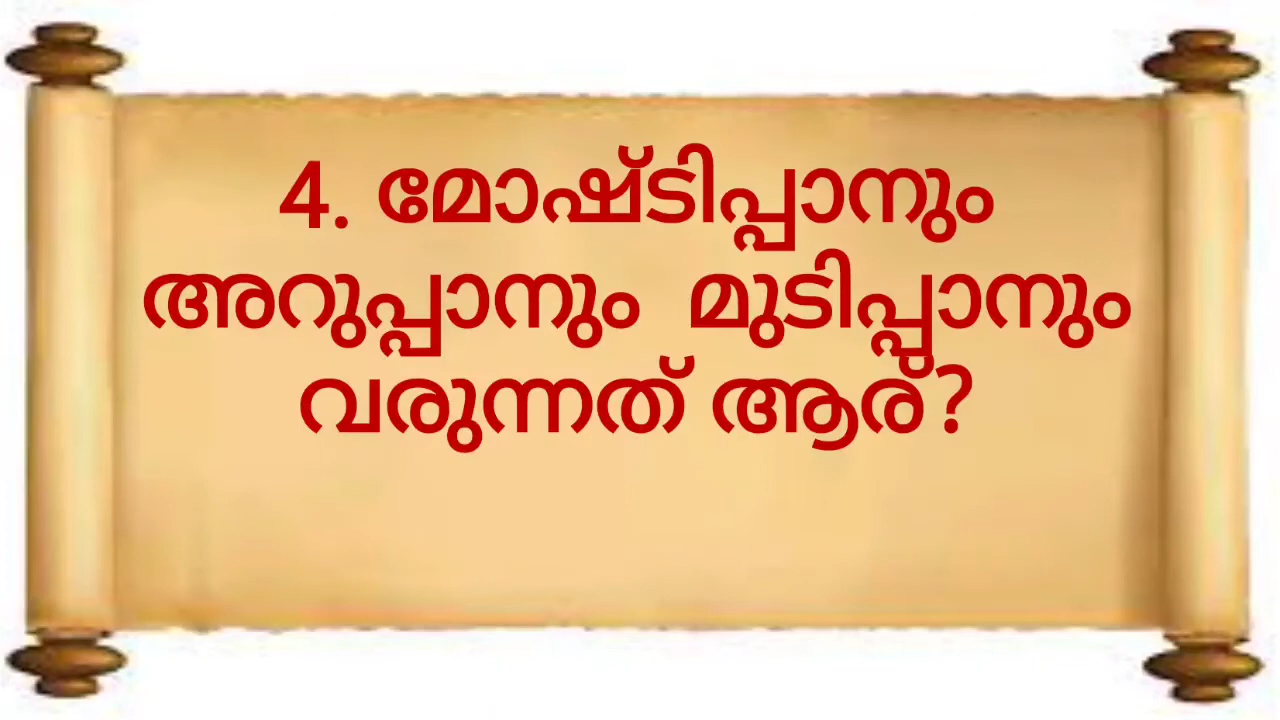 4. മോഷ്ടിപ്പാനും
അറുപ്പാനും മുടിപ്പാനും
വരുന്നത് ആര്?